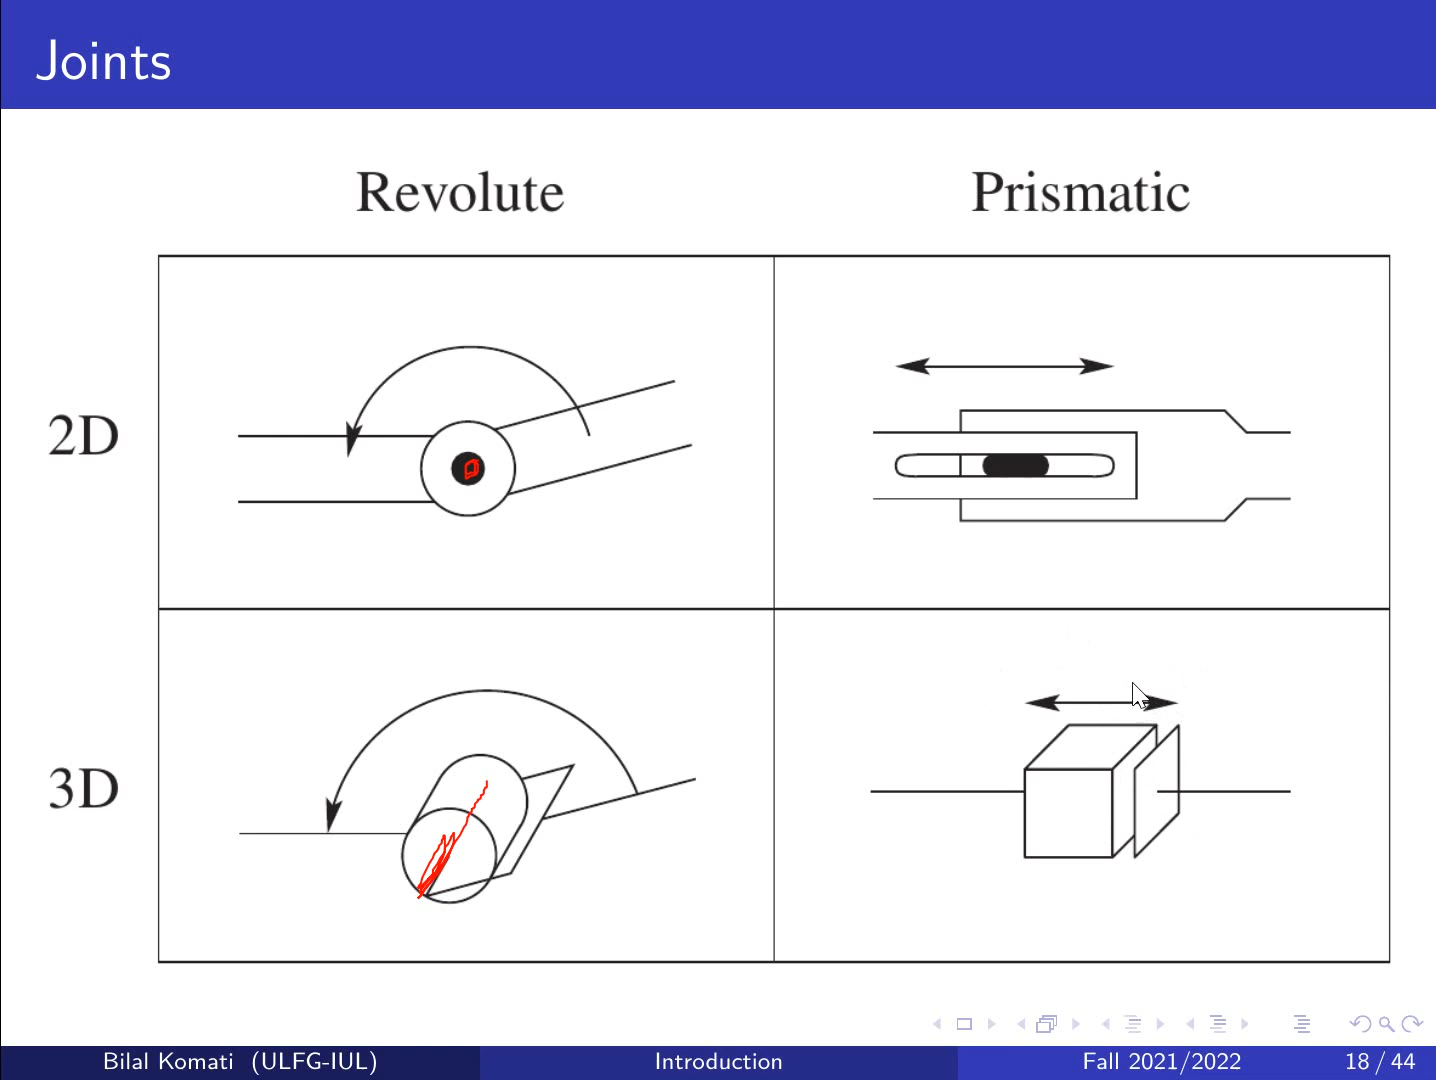 Joints
Revolute Prismatic
2D
3D
Bilal Komati (ULFG-IUL) Introduction Fall 2021/2022 18 / 44